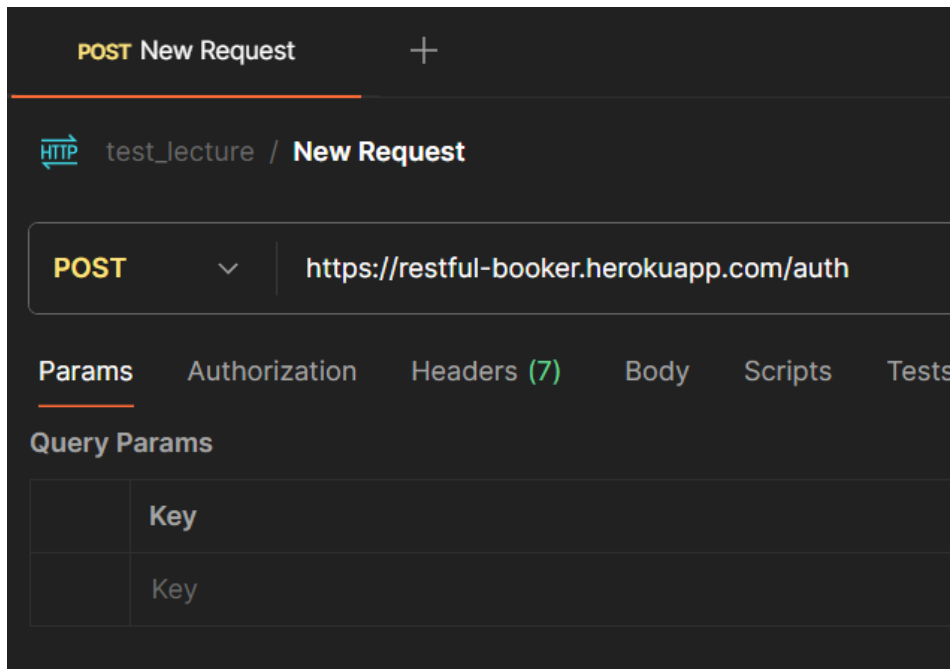 POST New Request
HTTP test_lecture / New Request
POST https://restful-booker.herokuapp.com/auth
Params Authorization Headers (7) Body Scripts Tests
Query Params
Key
Key